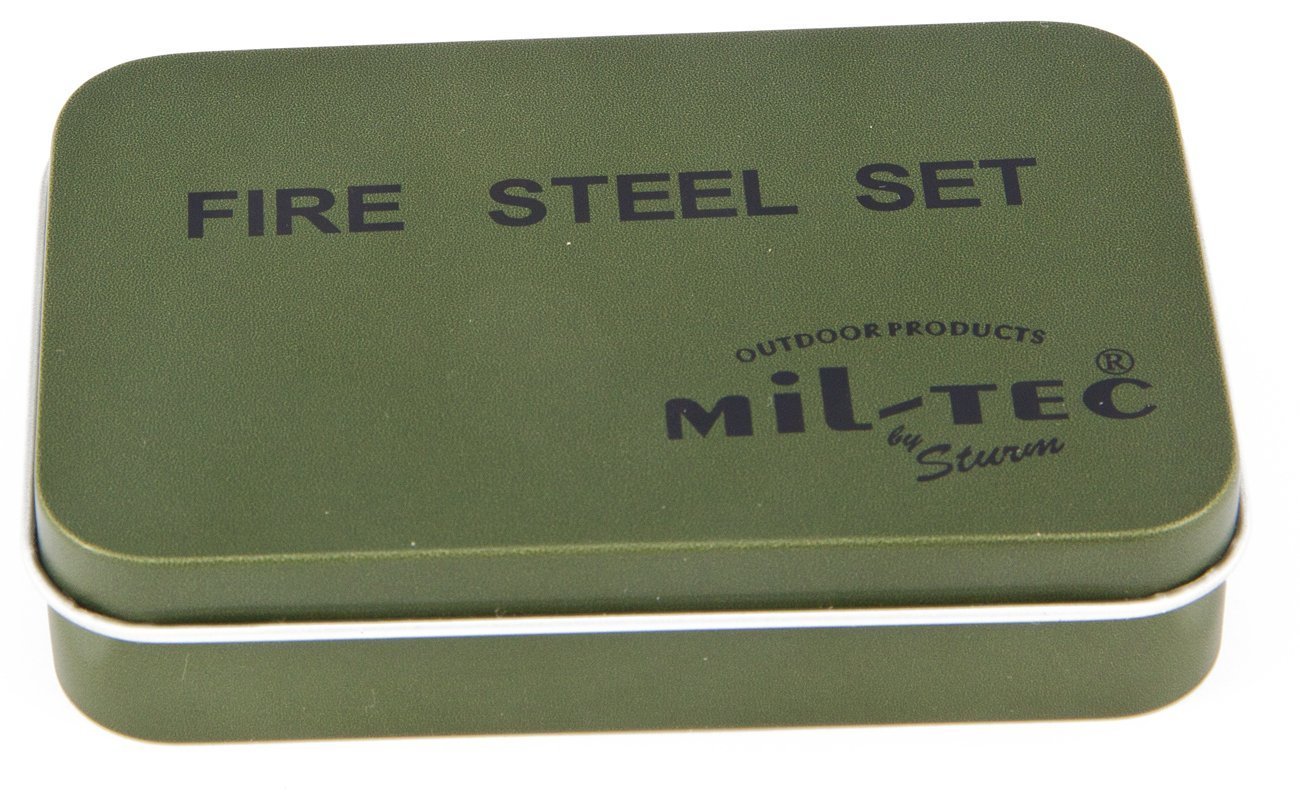 FIRE STEEL SET
OUTDOOR PRODUCTS
MiL-TEC®
by Sturm